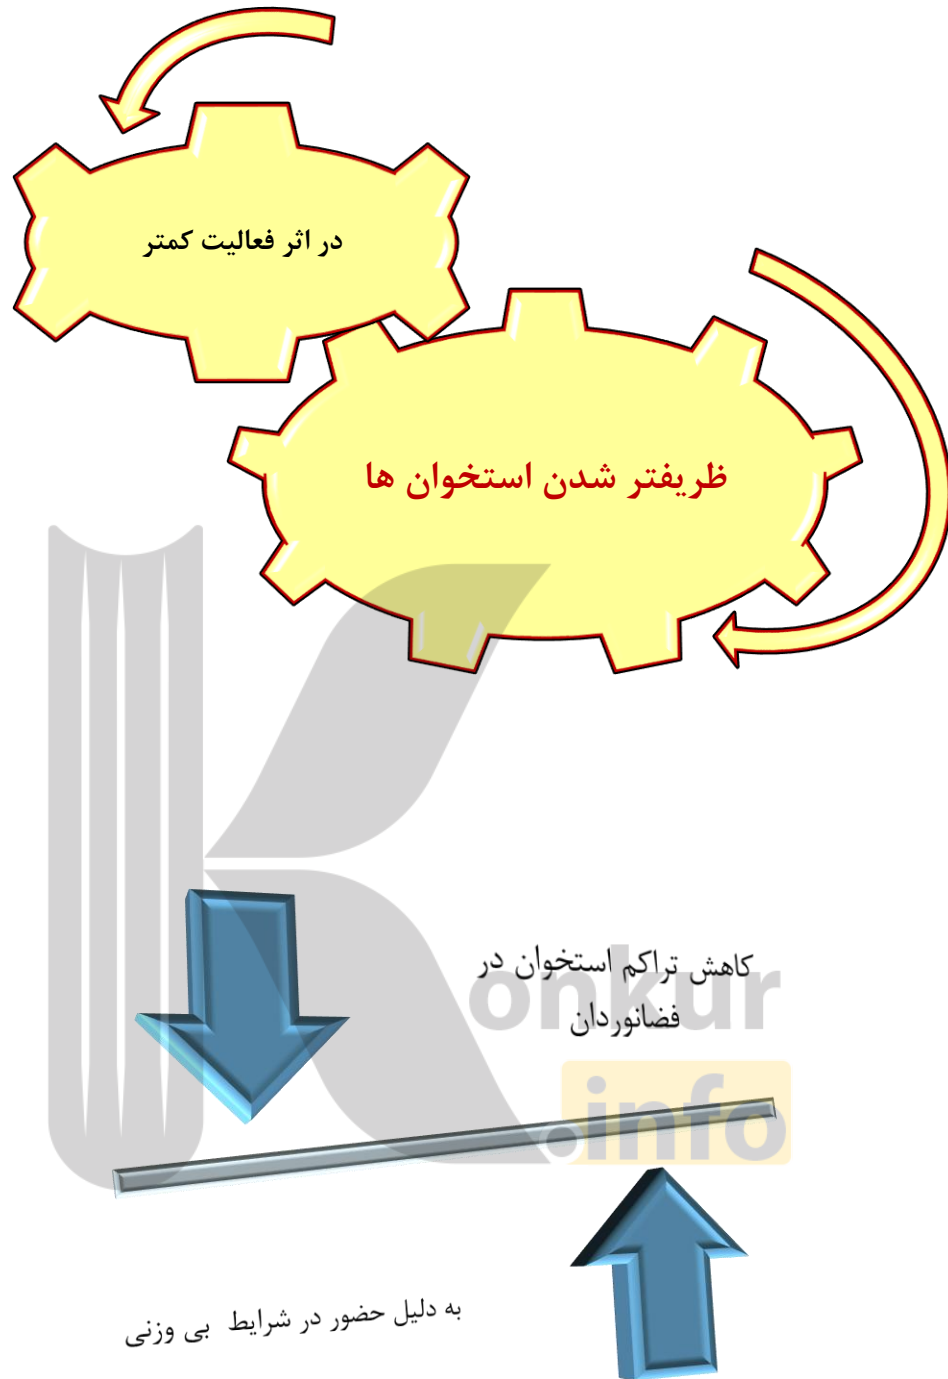 در اثر فعالیت کمتر
ظریفتر شدن استخوان ها
کاهش تراکم استخوان در
فضانوردان
onkur
.info
به دلیل حضور در شرایط بی وزنی